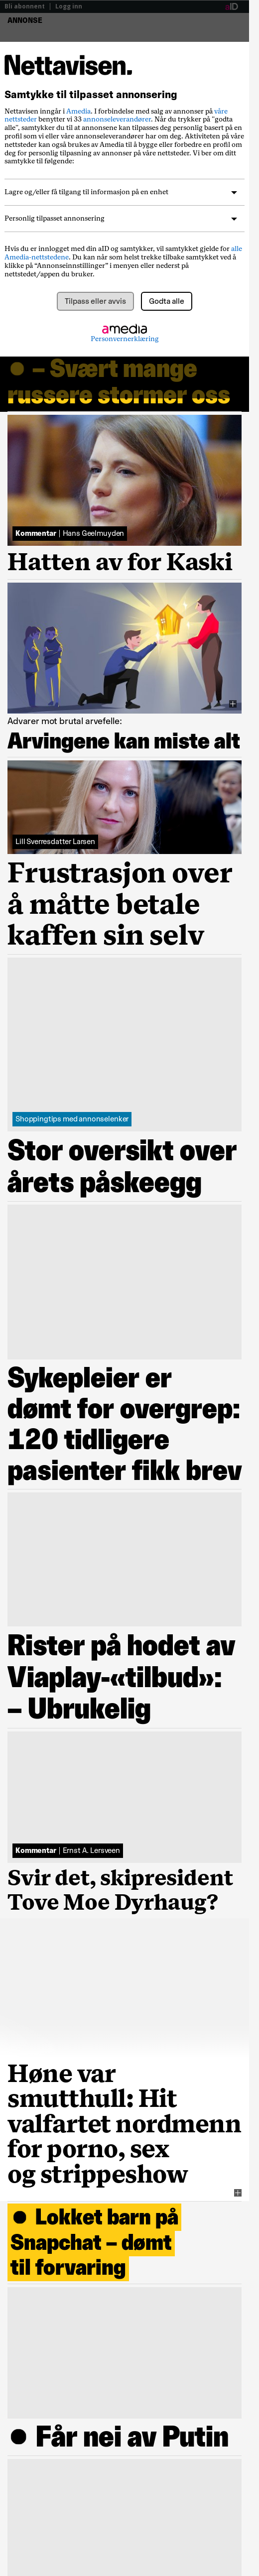 Bli abonnent | Logg inn
aID
ANNONSE
Nettavisen.
Samtykke til tilpasset annonsering
Nettavisen inngår i Amedia. I forbindelse med salg av annonser på våre
nettsteder benytter vi 33 annonseleverandører. Når du trykker på "godta
alle", samtykker du til at annonsene kan tilpasses deg personlig basert på en
profil som en eller flere av våre annonseleverandører har om deg. Aktiviteten på våre
nettsteder kan også brukes av Amedia til å bygge eller forbedre en profil om
deg for personlig tilpasning av annonser på våre nettsteder. Vi ber om ditt
samtykke til følgende:
Lagre og/eller få tilgang til informasjon på en enhet
Personlig tilpasset annonsering
Hvis du er innlogget med din aID og samtykker, vil samtykket gjelde for alle
Amedia-nettstedene. Du kan når som helst trekke tilbake samtykket ved å
klikke på “Annonseinnstillinger” i menyen eller nederst på
nettstedet/appen du bruker.
Tilpass eller avvis
Godta alle
amedia
Personvernerklæring
● – Svært mange
russere stormer oss
Kommentar | Hans Geelmuyden
Hatten av for Kaski
Advarer mot brutal arvefelle:
Arvingene kan miste alt
Lill Sverresdatter Larsen
Frustrasjon over
å måtte betale
kaffen sin selv
Shoppingtips med annonselenker
Stor oversikt over
årets påskeegg
Sykepleier er
dømt for overgrep:
120 tidligere
pasienter fikk brev
Rister på hodet av
Viaplay-«tilbud»:
– Ubrukelig
Kommentar | Ernst A. Lersveen
Svir det, skipresident
Tove Moe Dyrhaug?
Høne var
smutthull: Hit
valfartet nordmenn
for porno, sex
og strippeshow
● Lokket barn på
Snapchat – dømt
til forvaring
● Får nei av Putin